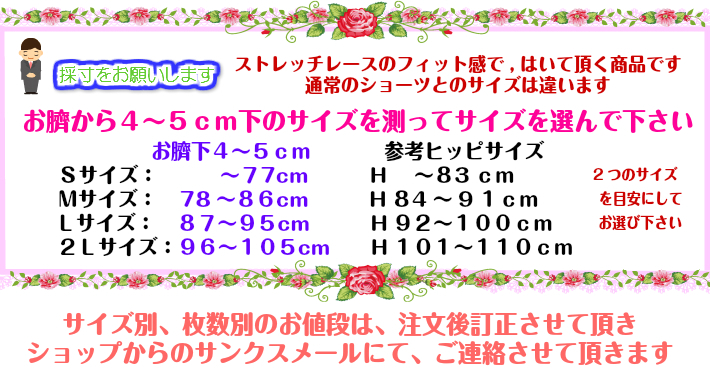 採寸をお願いします
ストレッチレースのフィット感で，はいて頂く商品です
通常のショーツとのサイズは違います
お臍から４～５ｃｍ下のサイズを測ってサイズを選んで下さい
お臍下４～５ｃｍ 参考ヒッピサイズ
Ｓサイズ： ～77cm Ｈ ～８３ｃｍ
Ｍサイズ： ７８～８６cm Ｈ８４～９１ｃｍ
Ｌサイズ： ８７～９５cm Ｈ９２～１００ｃｍ
２Ｌサイズ：９６～１０５cm Ｈ１０１～１１０ｃｍ
２つのサイズ
を目安にして
お選び下さい
サイズ別、枚数別のお値段は、注文後訂正させて頂き
ショップからのサンクスメールにて、ご連絡させて頂きます